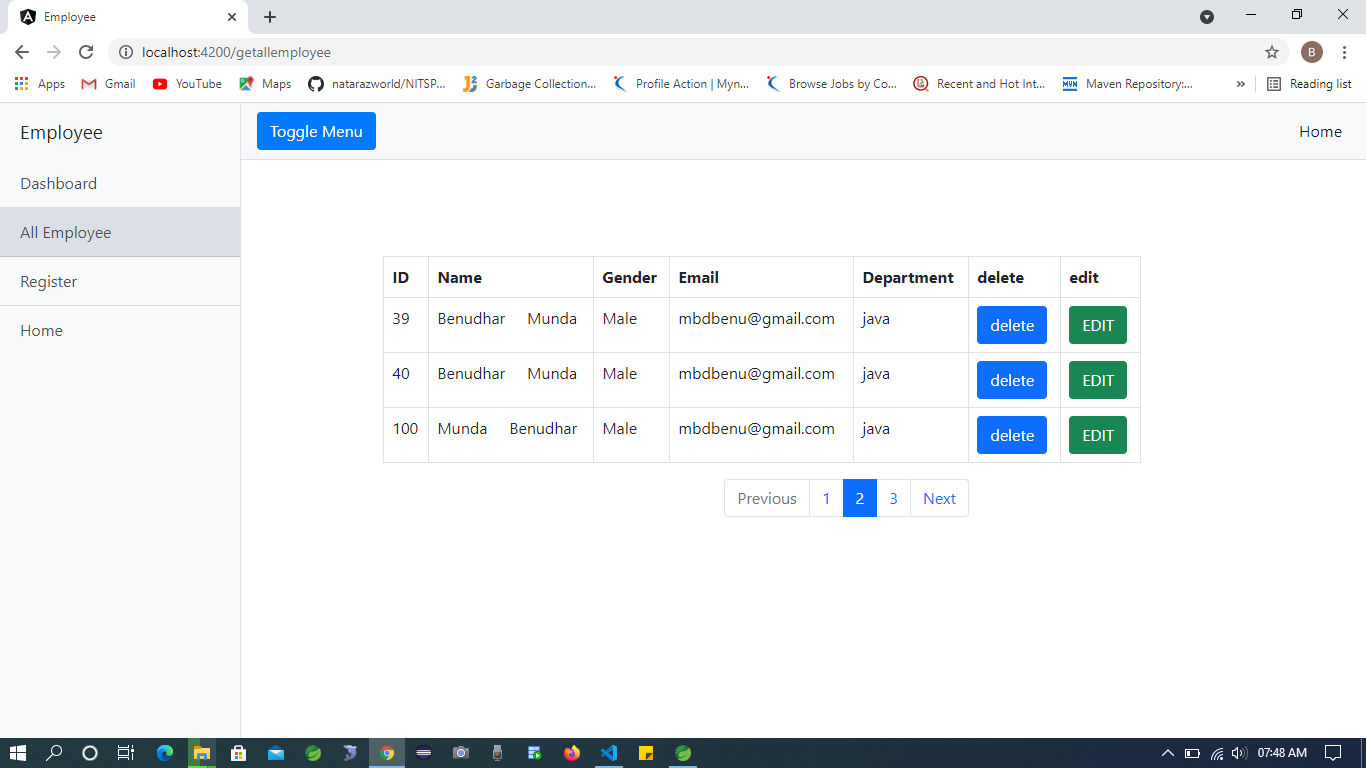 Employee
localhost:4200/getallemployee
B
Apps Gmail YouTube Maps natarazworld/NITSP... Garbage Collection... Profile Action | Myn... Browse Jobs by Co... Recent and Hot Int... MVN Maven Repository:... » Reading list
Employee
Toggle Menu Home
Dashboard
All Employee
Register
Home
ID Name Gender Email Department delete edit
39 Benudhar Munda Male mbdbenu@gmail.com java delete EDIT
40 Benudhar Munda Male mbdbenu@gmail.com java delete EDIT
100 Munda Benudhar Male mbdbenu@gmail.com java delete EDIT
Previous 1 2 3 Next
07:48 AM